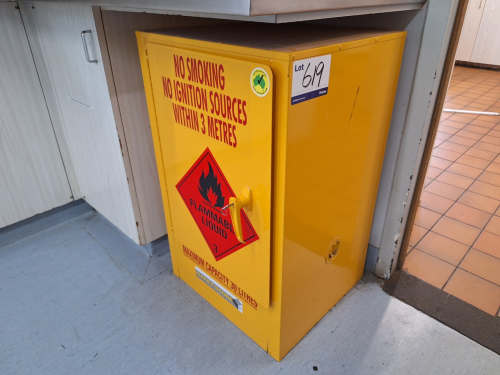 NO SMOKING
NO IGNITION SOURCES
WITHIN 3 METRES
Lot
619
FLAMMABLE
LIQUID
3
MAXIMUM CAPACITY 30 LITRES